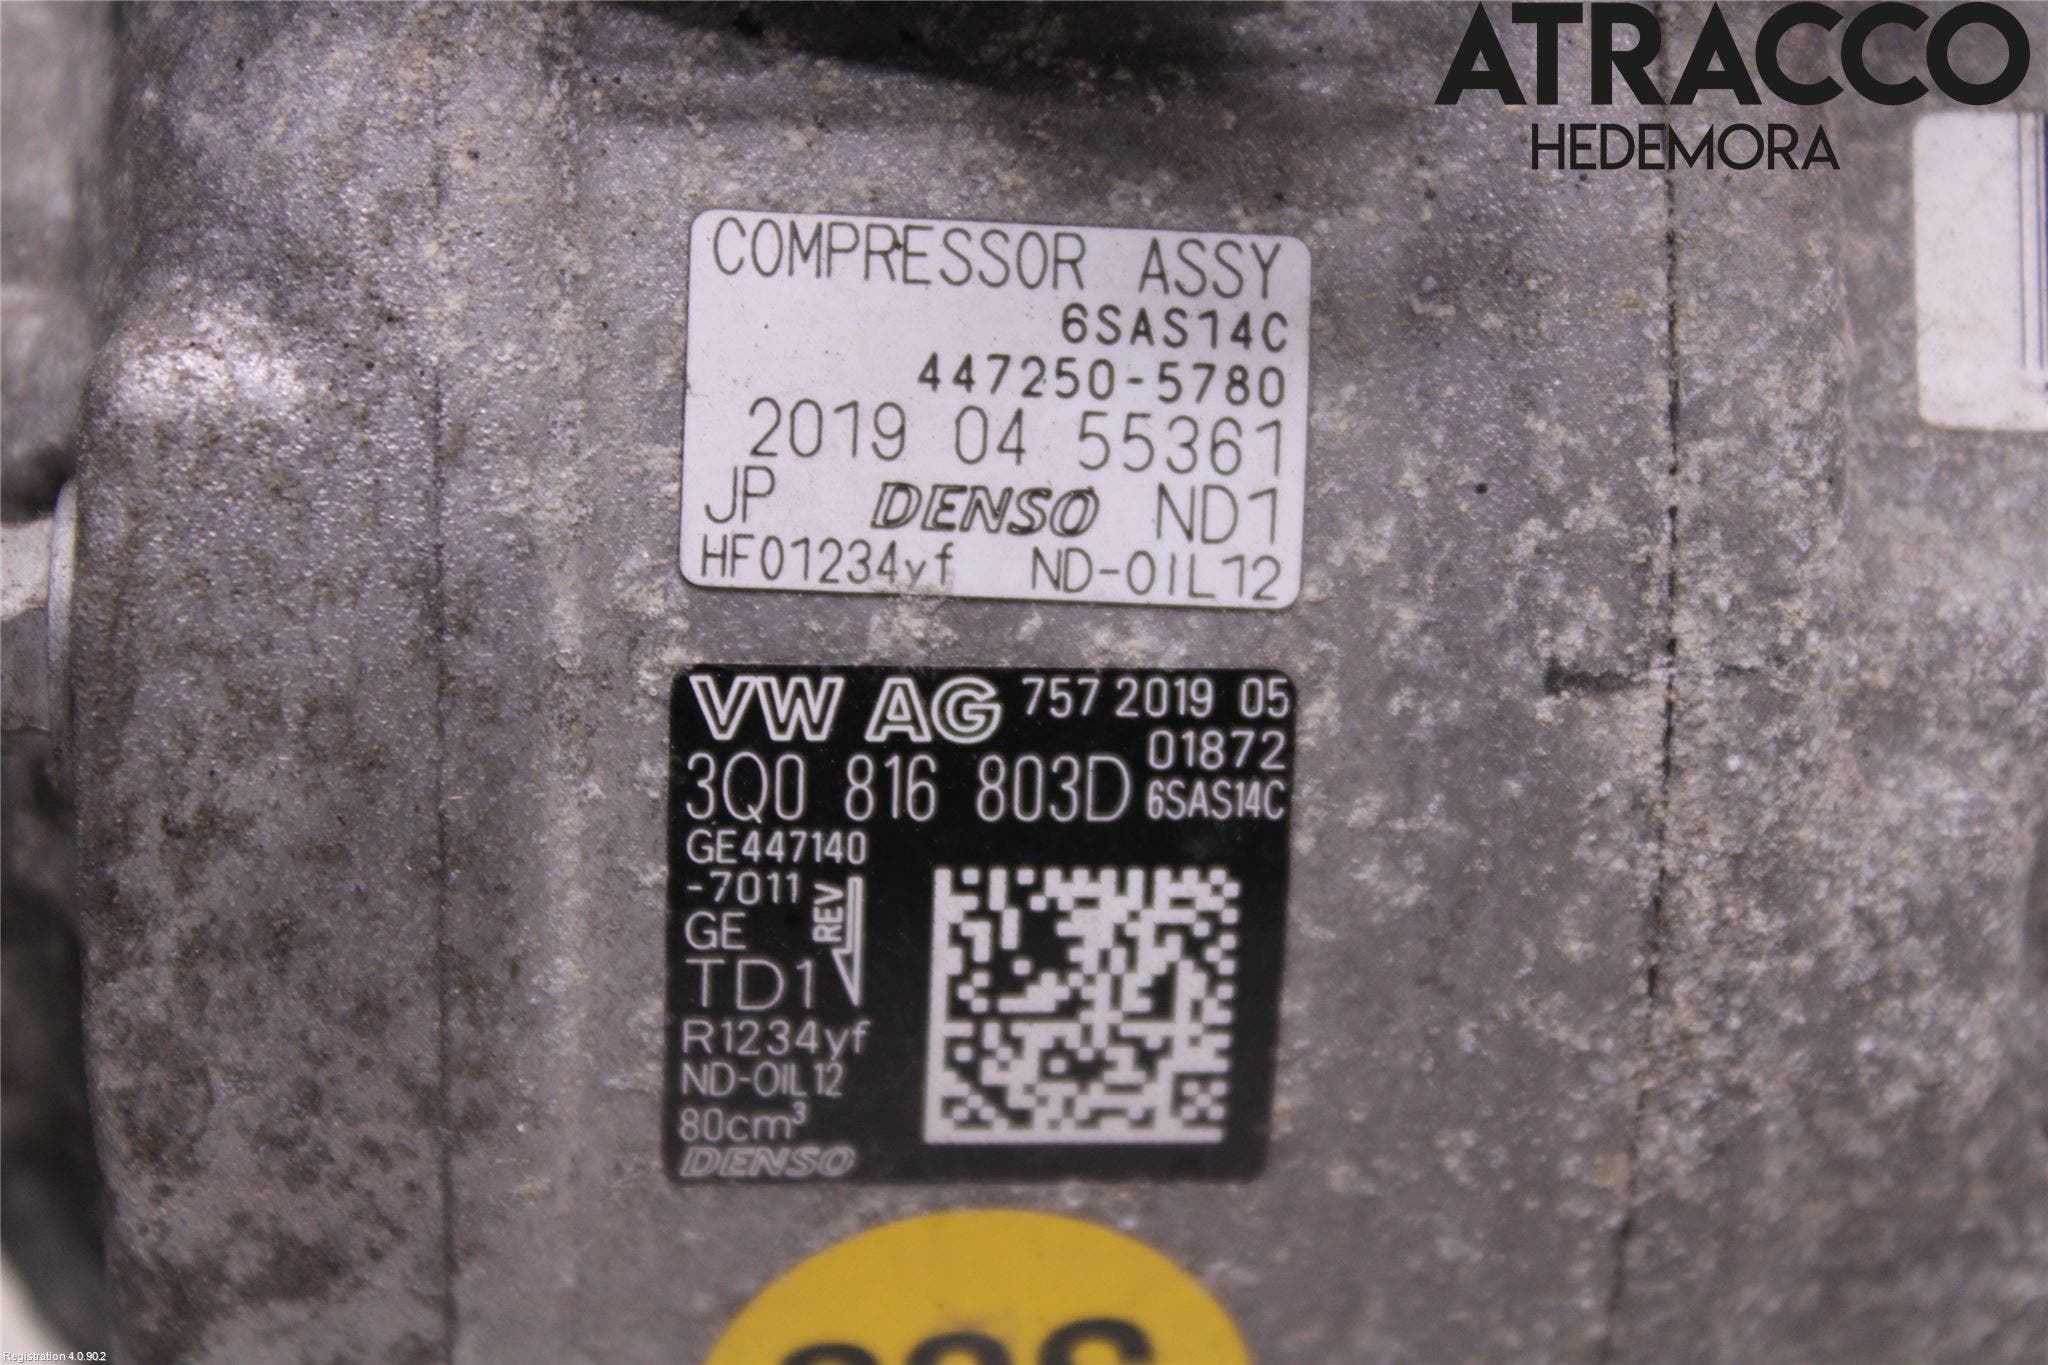 ATRACCO
HEDEMORA
COMPRESSOR ASSY
6SAS14C
447250-5780
2019 04 55361
JP DENSO ND1
HF01234yf ND-OIL12
VW AG 757 2019 05
01872
3Q0 816 803D 6SAS14C
GE447140
-7011
REV
GE
TD1
R1234yf
ND-OIL12
80cm³
DENSO
Registration 4.0.90.2